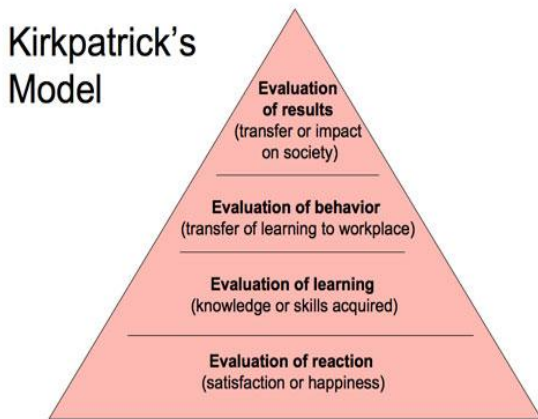 Kirkpatrick's
Model
Evaluation
of results
(transfer or impact
on society)
Evaluation of behavior
(transfer of learning to workplace)
Evaluation of learning
(knowledge or skills acquired)
Evaluation of reaction
(satisfaction or happiness)